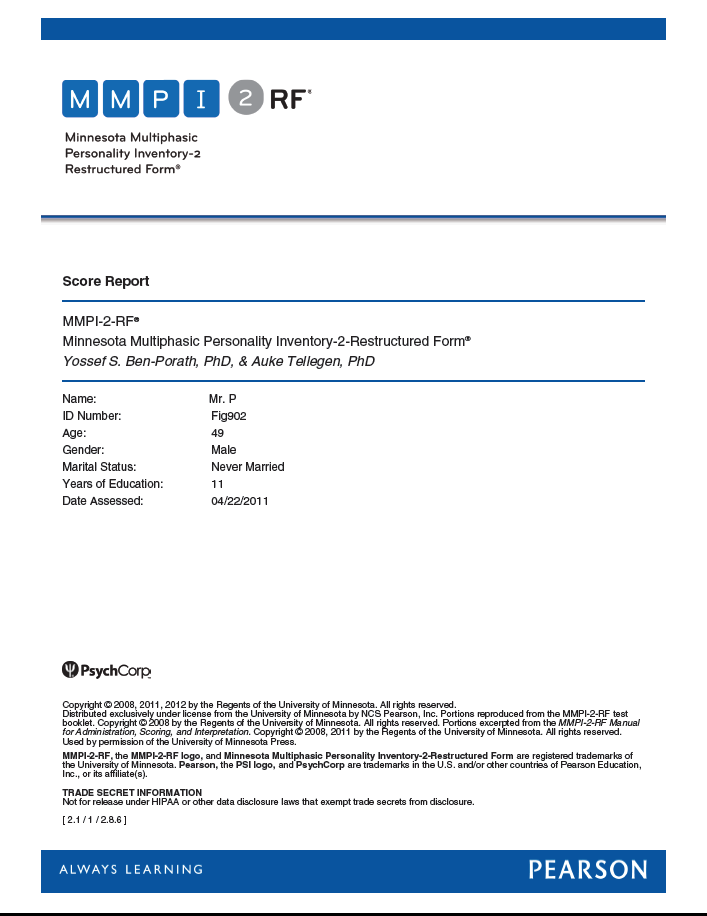 MMPI 2 RF®
Minnesota Multiphasic
Personality Inventory-2
Restructured Form®
Score Report
MMPI-2-RF®
Minnesota Multiphasic Personality Inventory-2-Restructured Form®
Yossef S. Ben-Porath, PhD, & Auke Tellegen, PhD
Name: Mr. P
ID Number: Fig902
Age: 49
Gender: Male
Marital Status: Never Married
Years of Education: 11
Date Assessed: 04/22/2011
PsychCorp
Copyright © 2008, 2011, 2012 by the Regents of the University of Minnesota. All rights reserved.
Distributed exclusively under license from the University of Minnesota by NCS Pearson, Inc. Portions reproduced from the MMPI-2-RF test
booklet. Copyright © 2008 by the Regents of the University of Minnesota. All rights reserved. Portions excerpted from the MMPI-2-RF Manual
for Administration, Scoring, and Interpretation. Copyright © 2008, 2011 by the Regents of the University of Minnesota. All rights reserved.
Used by permission of the University of Minnesota Press.
MMPI-2-RF, the MMPI-2-RF logo, and Minnesota Multiphasic Personality Inventory-2-Restructured Form are registered trademarks of
the University of Minnesota. Pearson, the PSI logo, and PsychCorp are trademarks in the U.S. and/or other countries of Pearson Education,
Inc., or its affiliate(s).
TRADE SECRET INFORMATION
Not for release under HIPAA or other data disclosure laws that exempt trade secrets from disclosure.
[ 2.1 / 1 / 2.8.6 ]
ALWAYS LEARNING PEARSON